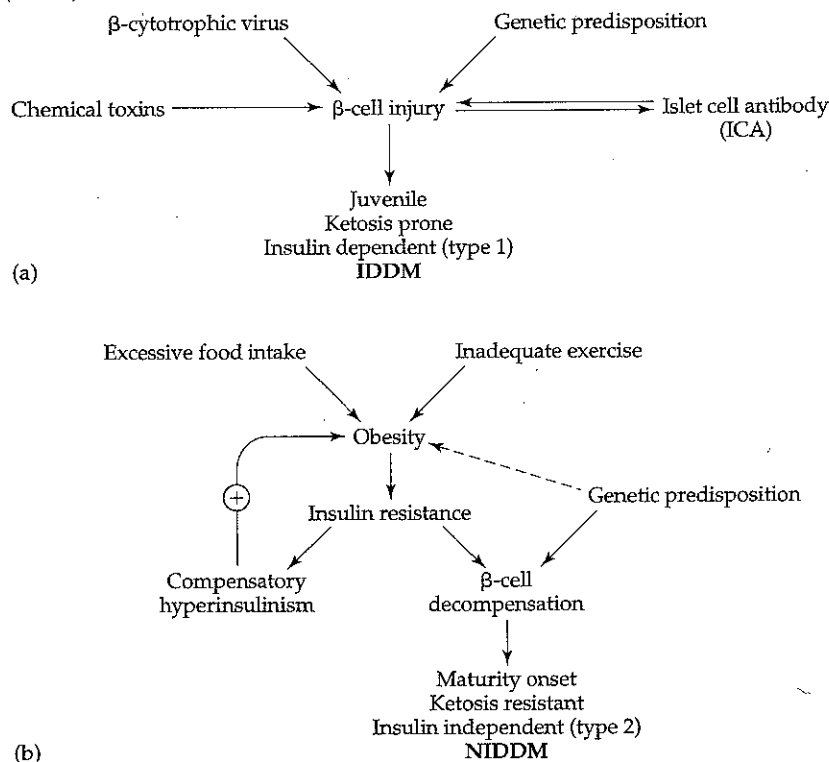 β-cytotrophic virus
Genetic predisposition
Chemical toxins
β-cell injury
Islet cell antibody
(ICA)
Juvenile
Ketosis prone
Insulin dependent (type 1)
IDDM
(a)
Excessive food intake
Inadequate exercise
Obesity
+
Insulin resistance
Genetic predisposition
Compensatory
hyperinsulinism
β-cell
decompensation
Maturity onset
Ketosis resistant
Insulin independent (type 2)
NIDDM
(b)